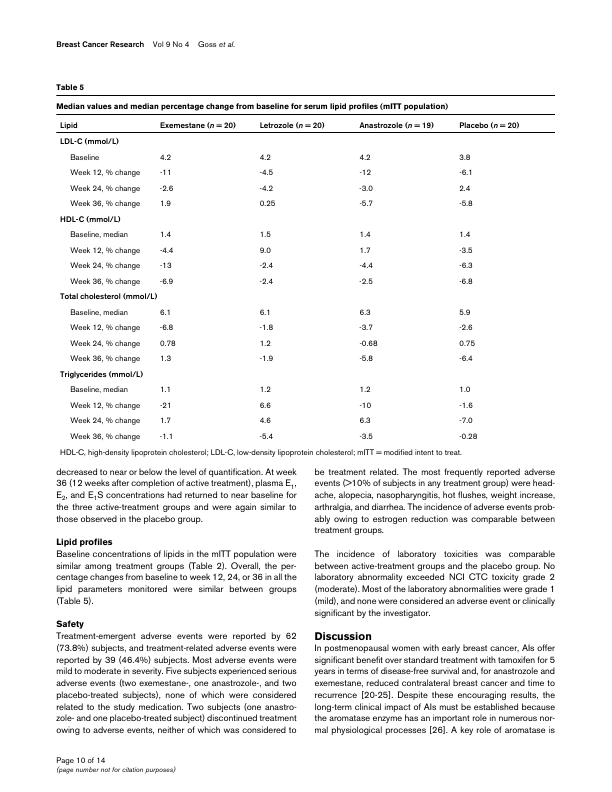 Breast Cancer Research Vol 9 No 4 Goss et al.
Table 5
Median values and median percentage change from baseline for serum lipid profiles (mITT population)
Lipid Exemestane (n = 20) Letrozole (n = 20) Anastrozole (n = 19) Placebo (n = 20)
LDL-C (mmol/L)
Baseline 4.2 4.2 4.2 3.8
Week 12, % change -11 -4.5 -12 -6.1
Week 24, % change -2.6 -4.2 -3.0 2.4
Week 36, % change 1.9 0.25 -5.7 -5.8
HDL-C (mmol/L)
Baseline, median 1.4 1.5 1.4 1.4
Week 12, % change -4.4 9.0 1.7 -3.5
Week 24, % change -13 -2.4 -4.4 -6.3
Week 36, % change -6.9 -2.4 -2.5 -6.8
Total cholesterol (mmol/L)
Baseline, median 6.1 6.1 6.3 5.9
Week 12, % change -6.8 -1.8 -3.7 -2.6
Week 24, % change 0.78 1.2 -0.68 0.75
Week 36, % change 1.3 -1.9 -5.8 -6.4
Triglycerides (mmol/L)
Baseline, median 1.1 1.2 1.2 1.0
Week 12, % change -21 6.6 -10 -1.6
Week 24, % change 1.7 4.6 6.3 -7.0
Week 36, % change -1.1 -5.4 -3.5 -0.28
HDL-C, high-density lipoprotein cholesterol; LDL-C, low-density lipoprotein cholesterol; mITT = modified intent to treat.
decreased to near or below the level of quantification. At week
36 (12 weeks after completion of active treatment), plasma E1,
E2, and E1S concentrations had returned to near baseline for
the three active-treatment groups and were again similar to
those observed in the placebo group.
Lipid profiles
Baseline concentrations of lipids in the mITT population were
similar among treatment groups (Table 2). Overall, the per-
centage changes from baseline to week 12, 24, or 36 in all the
lipid parameters monitored were similar between groups
(Table 5).
Safety
Treatment-emergent adverse events were reported by 62
(73.8%) subjects, and treatment-related adverse events were
reported by 39 (46.4%) subjects. Most adverse events were
mild to moderate in severity. Five subjects experienced serious
adverse events (two exemestane-, one anastrozole-, and two
placebo-treated subjects), none of which were considered
related to the study medication. Two subjects (one anastro-
zole- and one placebo-treated subject) discontinued treatment
owing to adverse events, neither of which was considered to
be treatment related. The most frequently reported adverse
events (>10% of subjects in any treatment group) were head-
ache, alopecia, nasopharyngitis, hot flushes, weight increase,
arthralgia, and diarrhea. The incidence of adverse events prob-
ably owing to estrogen reduction was comparable between
treatment groups.
The incidence of laboratory toxicities was comparable
between active-treatment groups and the placebo group. No
laboratory abnormality exceeded NCI CTC toxicity grade 2
(moderate). Most of the laboratory abnormalities were grade 1
(mild), and none were considered an adverse event or clinically
significant by the investigator.
Discussion
In postmenopausal women with early breast cancer, AIs offer
significant benefit over standard treatment with tamoxifen for 5
years in terms of disease-free survival and, for anastrozole and
exemestane, reduced contralateral breast cancer and time to
recurrence [20-25]. Despite these encouraging results, the
long-term clinical impact of AIs must be established because
the aromatase enzyme has an important role in numerous nor-
mal physiological processes [26]. A key role of aromatase is
Page 10 of 14
(page number not for citation purposes)